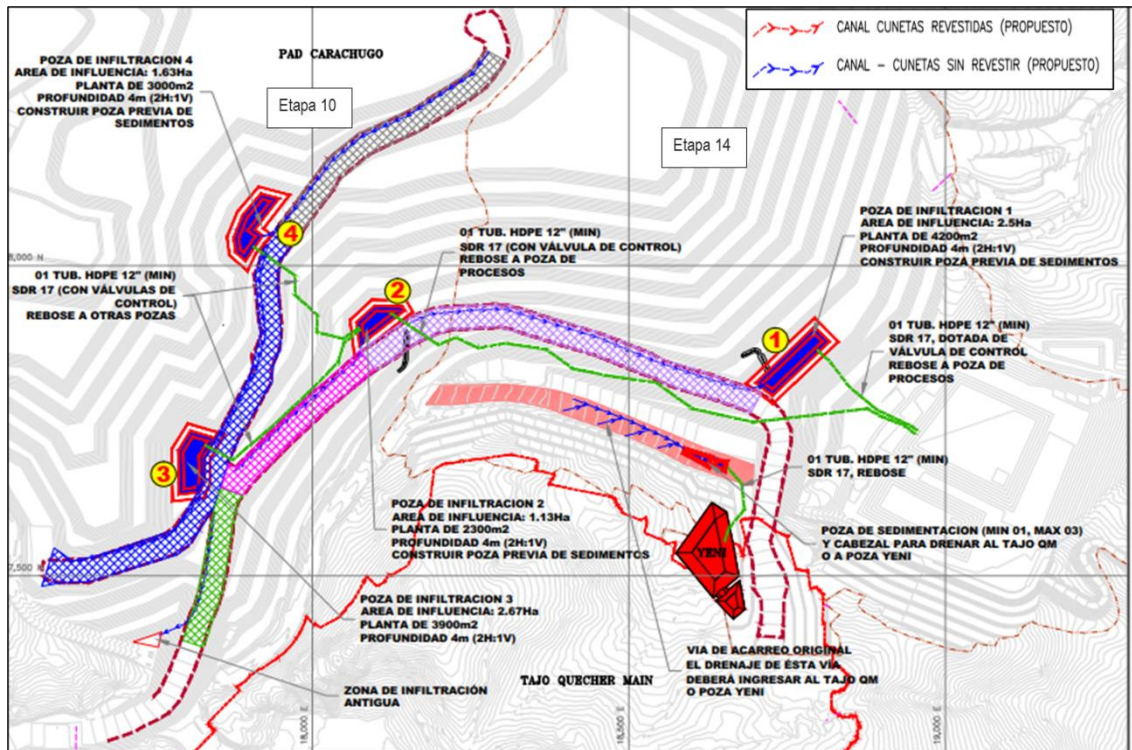 CANAL CUNETAS REVESTIDAS (PROPUESTO)
CANAL - CUNETAS SIN REVESTIR (PROPUESTO)
PAD CARACHUGO
POZA DE INFILTRACION 4
AREA DE INFLUENCIA: 1.63Ha
PLANTA DE 3000m2
PROFUNDIDAD 4m (2H:1V)
CONSTRUIR POZA PREVIA DE
SEDIMENTOS
Etapa 10
Etapa 14
POZA DE INFILTRACION 1
AREA DE INFLUENCIA: 2.5Ha
PLANTA DE 4200m2
PROFUNDIDAD 4m (2H:1V)
CONSTRUIR POZA PREVIA DE SEDIMENTOS
01 TUB. HDPE 12" (MIN)
SDR 17 (CON VÁLVULA DE CONTROL)
REBOSE A POZA DE
PROCESOS
4
01 TUB. HDPE 12" (MIN)
SDR 17 (CON VÁLVULAS DE
CONTROL)
REBOSE A OTRAS POZAS
2
1
01 TUB. HDPE 12" (MIN)
SDR 17, DOTADA DE
VÁLVULA DE CONTROL
REBOSE A POZA DE
PROCESOS
3
01 TUB. HDPE 12" (MIN)
SDR 17, REBOSE
POZA DE INFILTRACION 2
AREA DE INFLUENCIA: 1.13Ha
PLANTA DE 2300m2
PROFUNDIDAD 4m (2H:1V)
CONSTRUIR POZA PREVIA DE SEDIMENTOS
POZA DE SEDIMENTACION (MIN 01, MAX 03)
Y CABEZAL PARA DRENAR AL TAJO QM
O A POZA YENI
YENI
POZA DE INFILTRACION 3
AREA DE INFLUENCIA: 2.67Ha
PLANTA DE 3900m2
PROFUNDIDAD 4m (2H:1V)
VIA DE ACARREO ORIGINAL
EL DRENAJE DE ÉSTA VÍA
DEBERÁ INGRESAR AL TAJO QM
O POZA YENI
TAJO QUECHER MAIN
ZONA DE INFILTRACIÓN
ANTIGUA
18,000 E
18,500 E
19,000 E